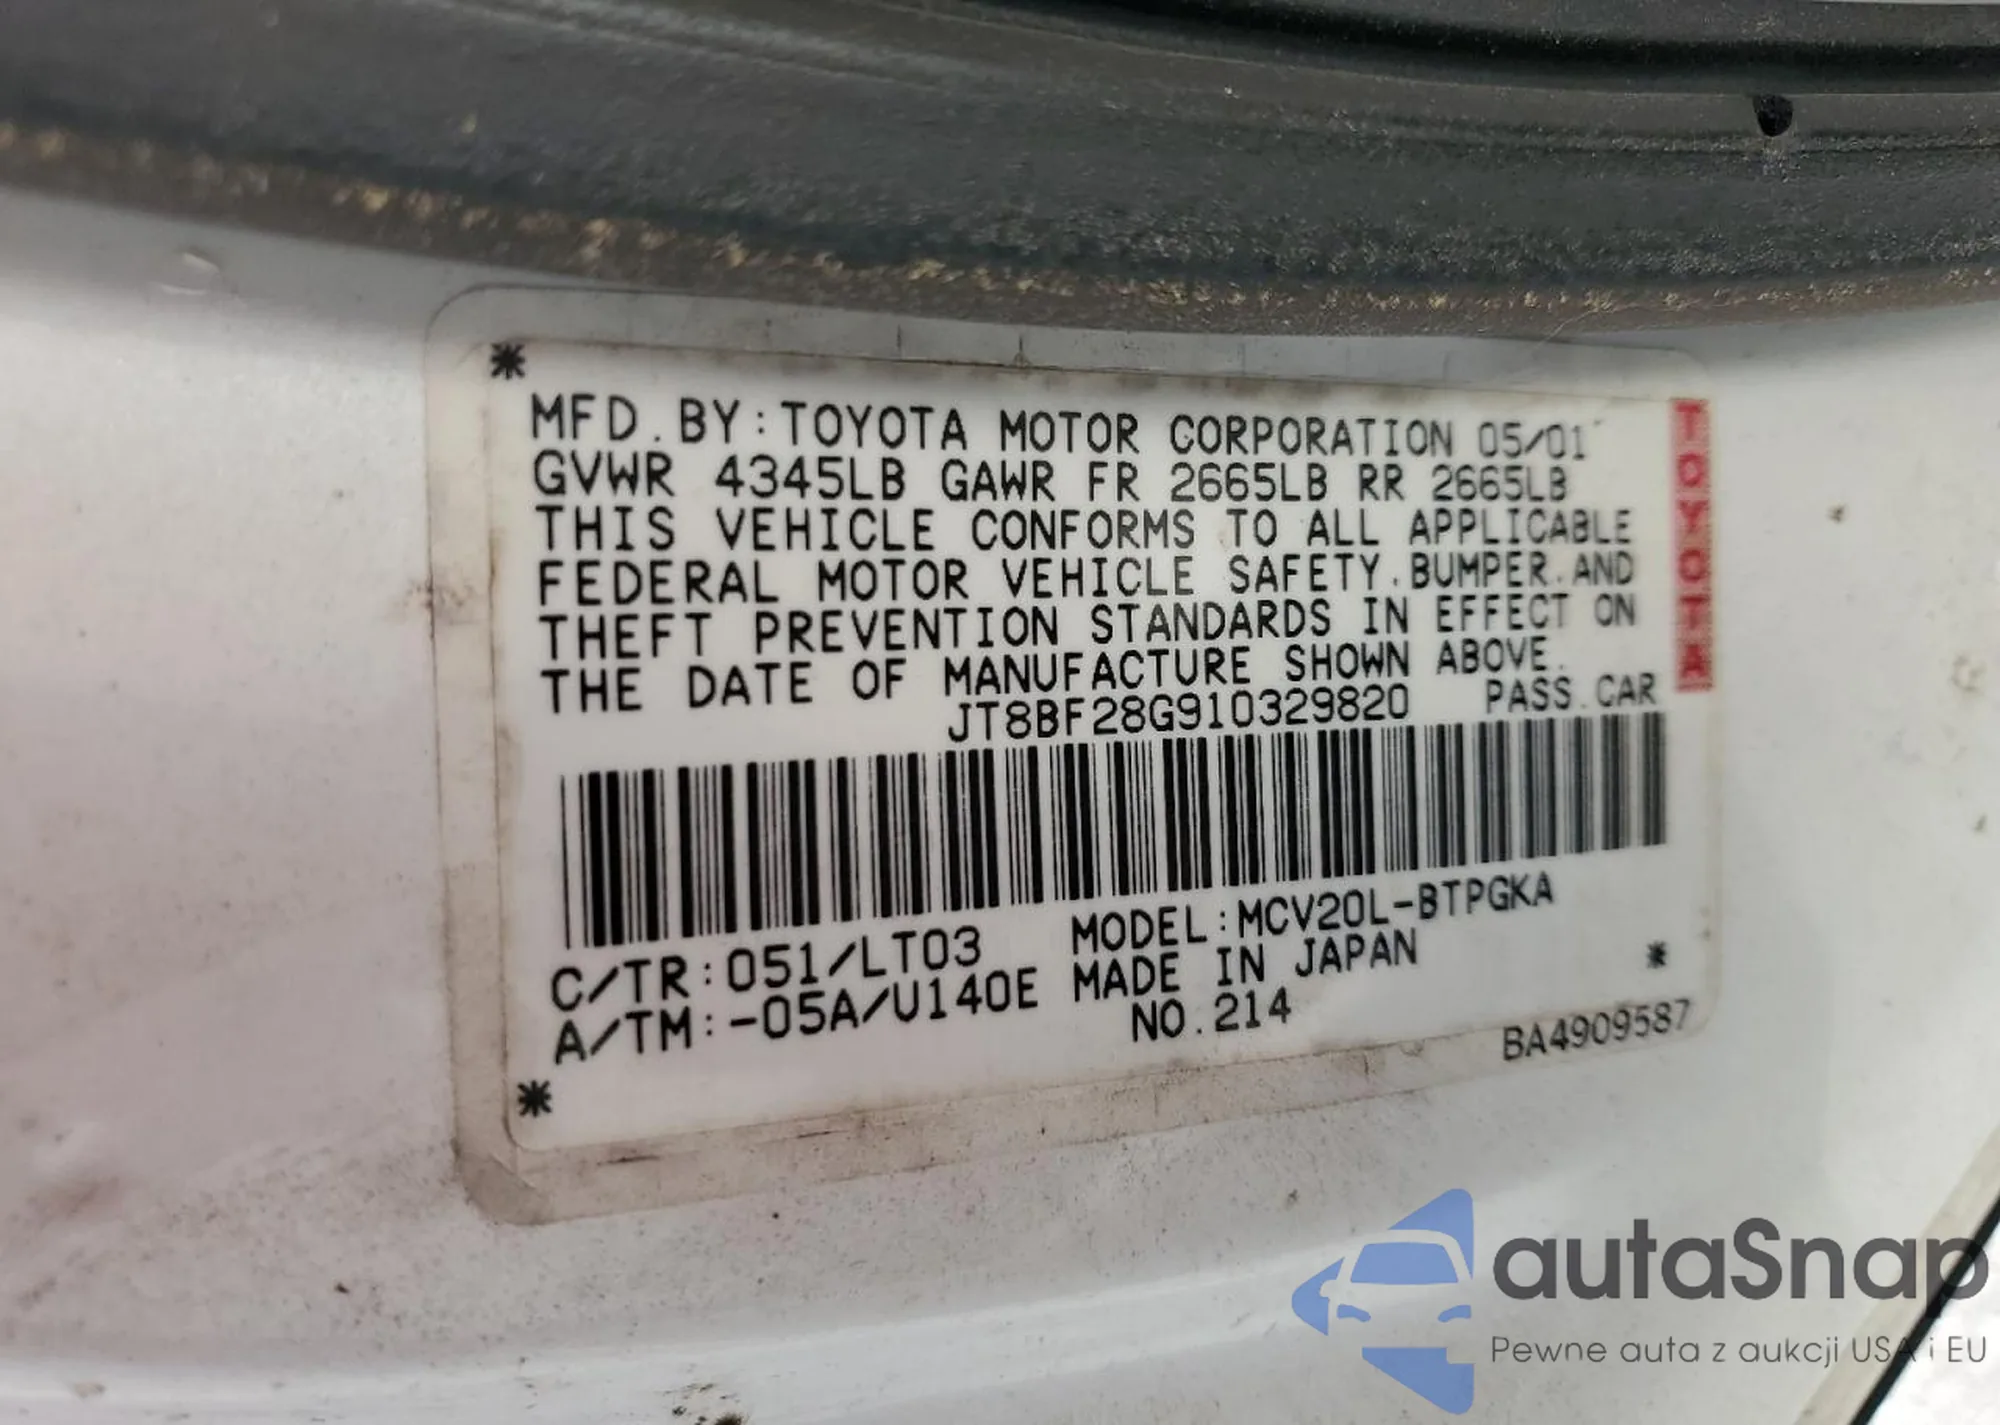 *
MFD. BY: TOYOTA MOTOR CORPORATION 05/01
GVWR 4345LB GAWR FR 2665LB RR 2665LB
THIS VEHICLE CONFORMS TO ALL APPLICABLE
FEDERAL MOTOR VEHICLE SAFETY, BUMPER, AND
THEFT PREVENTION STANDARDS IN EFFECT ON
THE DATE OF MANUFACTURE SHOWN ABOVE.
JT8BF28G910329820 PASS. CAR
TOYOTA
C/TR: 051/LT03 MODEL: MCV20L-BTPGKA
A/TM: -05A/U140E MADE IN JAPAN *
NO. 214
BA4909587
*
autaSnap
Pewne auta z aukcji USA i EU